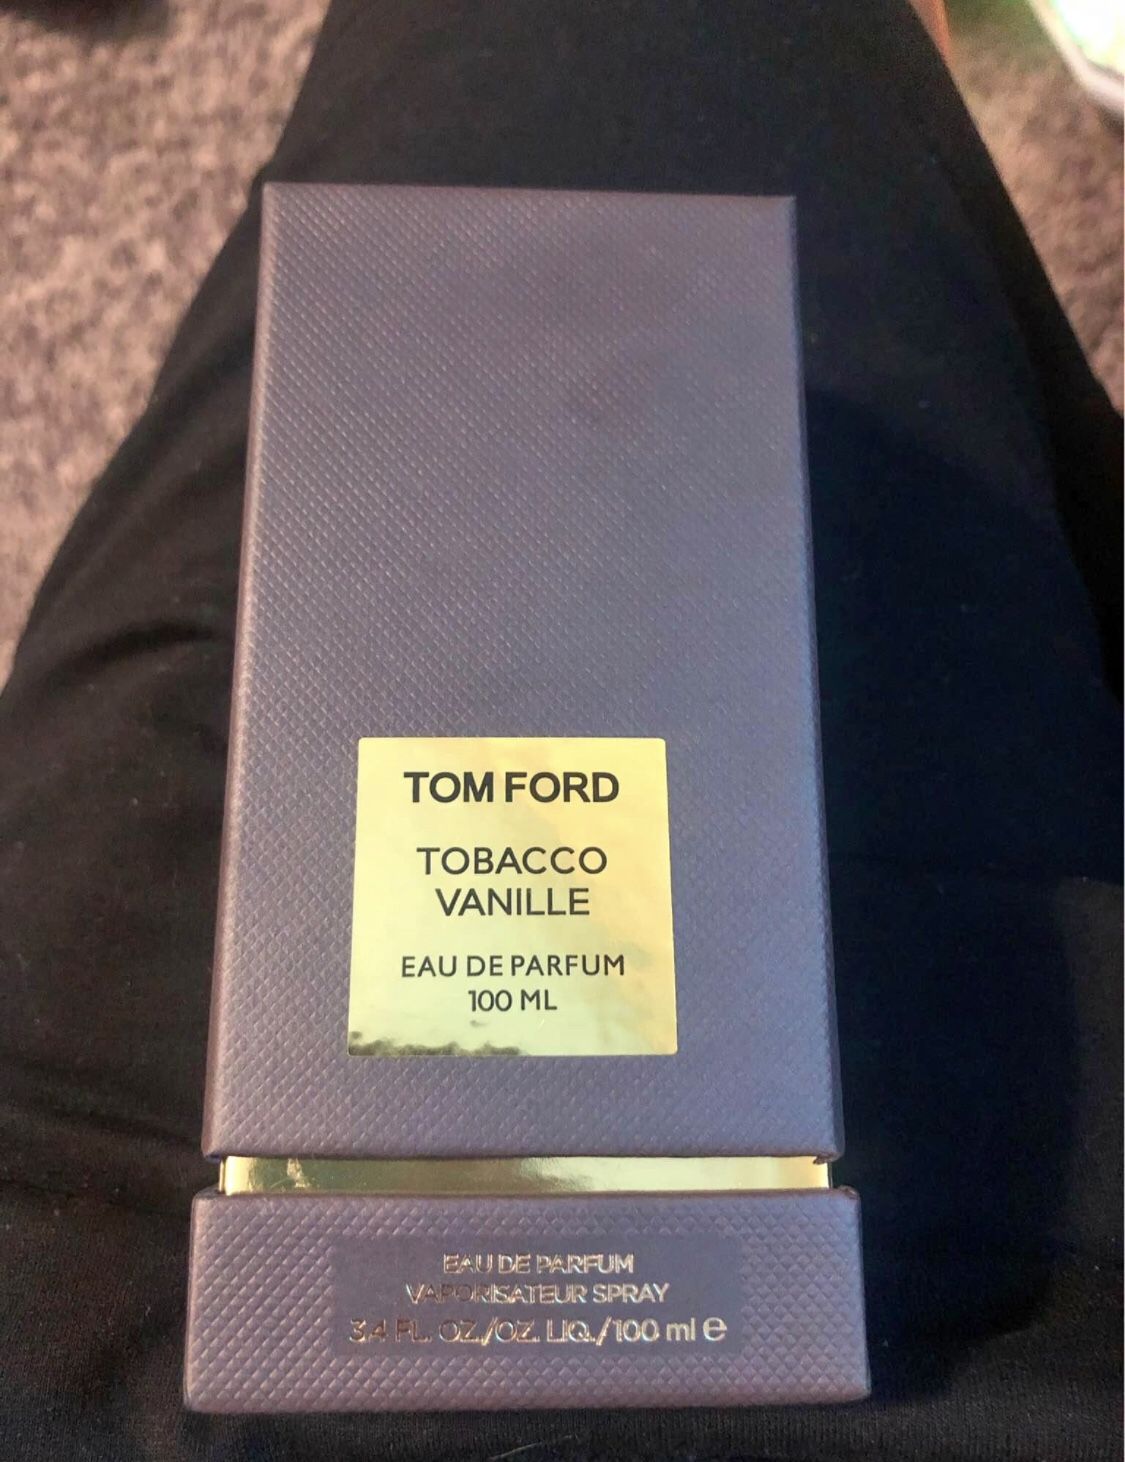 TOM FORD
TOBACCO
VANILLE
EAU DE PARFUM
100 ML
EAU DE PARFUM
VAPORISATEUR SPRAY
3.4 FL. OZ./OZ. LIQ./100 ml ℮